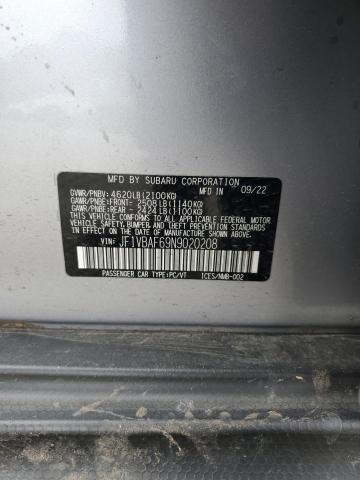 MFD BY SUBARU CORPORATION
MFD IN 09/22
GVWR/PNBV: 4620LB(2100KG)
GAWR/PNBE:FRONT- 2508LB(1140KG)
GAWR/PNBE:REAR - 2424LB(1100KG)
THIS VEHICLE CONFORMS TO ALL APPLICABLE FEDERAL
MOTOR VEHICLE SAFETY, BUMPER, AND THEFT
PREVENTION STANDARDS IN EFFECT ON THE DATE OF
MANUFACTURE SHOWN ABOVE.
VIN: JF1VBAF69N9020208
PASSENGER CAR TYPE:PC/VT ICES/NMB-002